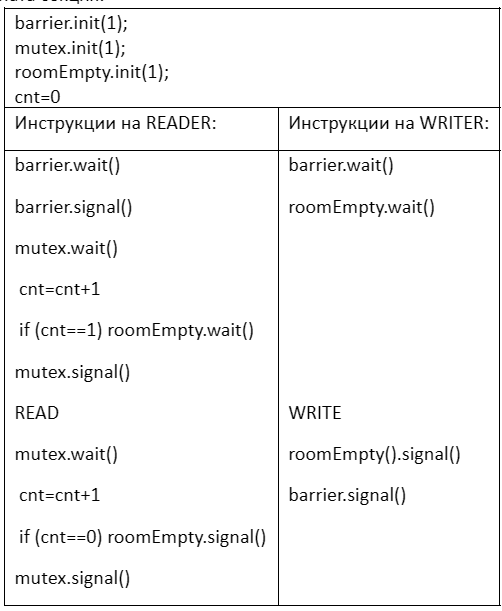 barrier.init(1);
mutex.init(1);
roomEmpty.init(1);
cnt=0
Инструкции на READER:
barrier.wait()
barrier.signal()
mutex.wait()
cnt=cnt+1
if (cnt==1) roomEmpty.wait()
mutex.signal()
READ
mutex.wait()
cnt=cnt+1
if (cnt==0) roomEmpty.signal()
mutex.signal()
Инструкции на WRITER:
barrier.wait()
roomEmpty.wait()
WRITE
roomEmpty().signal()
barrier.signal()